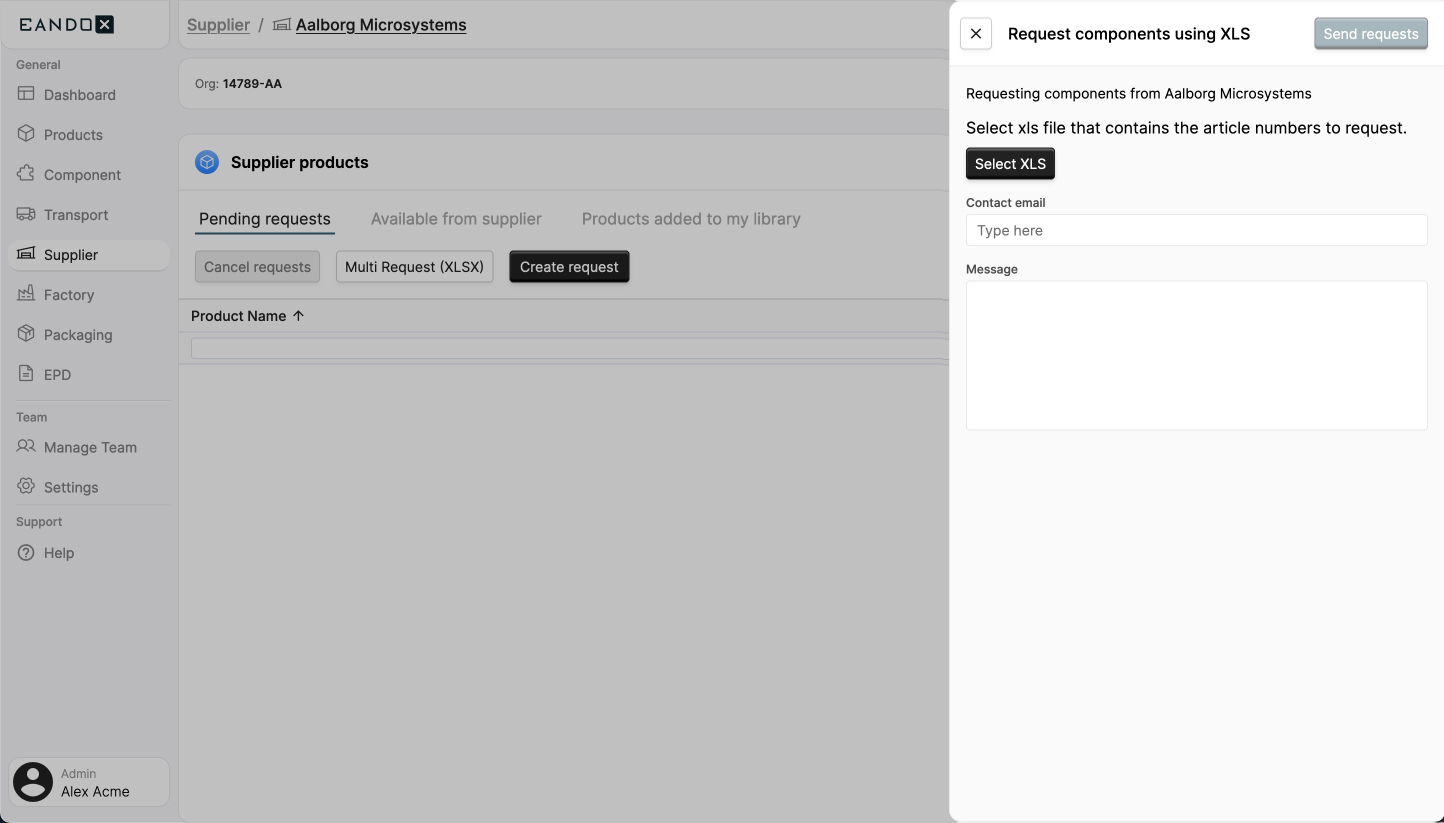 EANDOX
General
Dashboard
Products
Component
Transport
Supplier
Factory
Packaging
EPD
Team
Manage Team
Settings
Support
Help
Admin
Alex Acme
Supplier / Aalborg Microsystems
Org: 14789-AA
Supplier products
Pending requests Available from supplier Products added to my library
Cancel requests Multi Request (XLSX) Create request
Product Name ↑
Request components using XLS Send requests
Requesting components from Aalborg Microsystems
Select xls file that contains the article numbers to request.
Select XLS
Contact email
Type here
Message